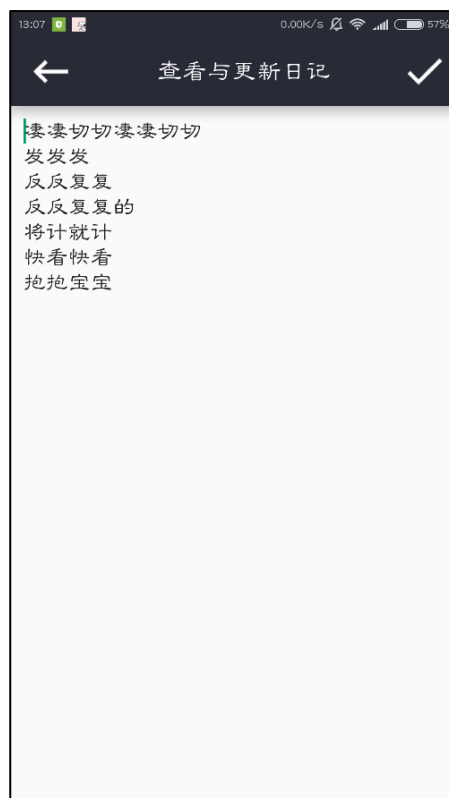 13:07 0.00K/s 57%
查看与更新日记
凄凄切切凄凄切切
发发发
反反复复
反反复复的
将计就计
快看快看
抱抱宝宝